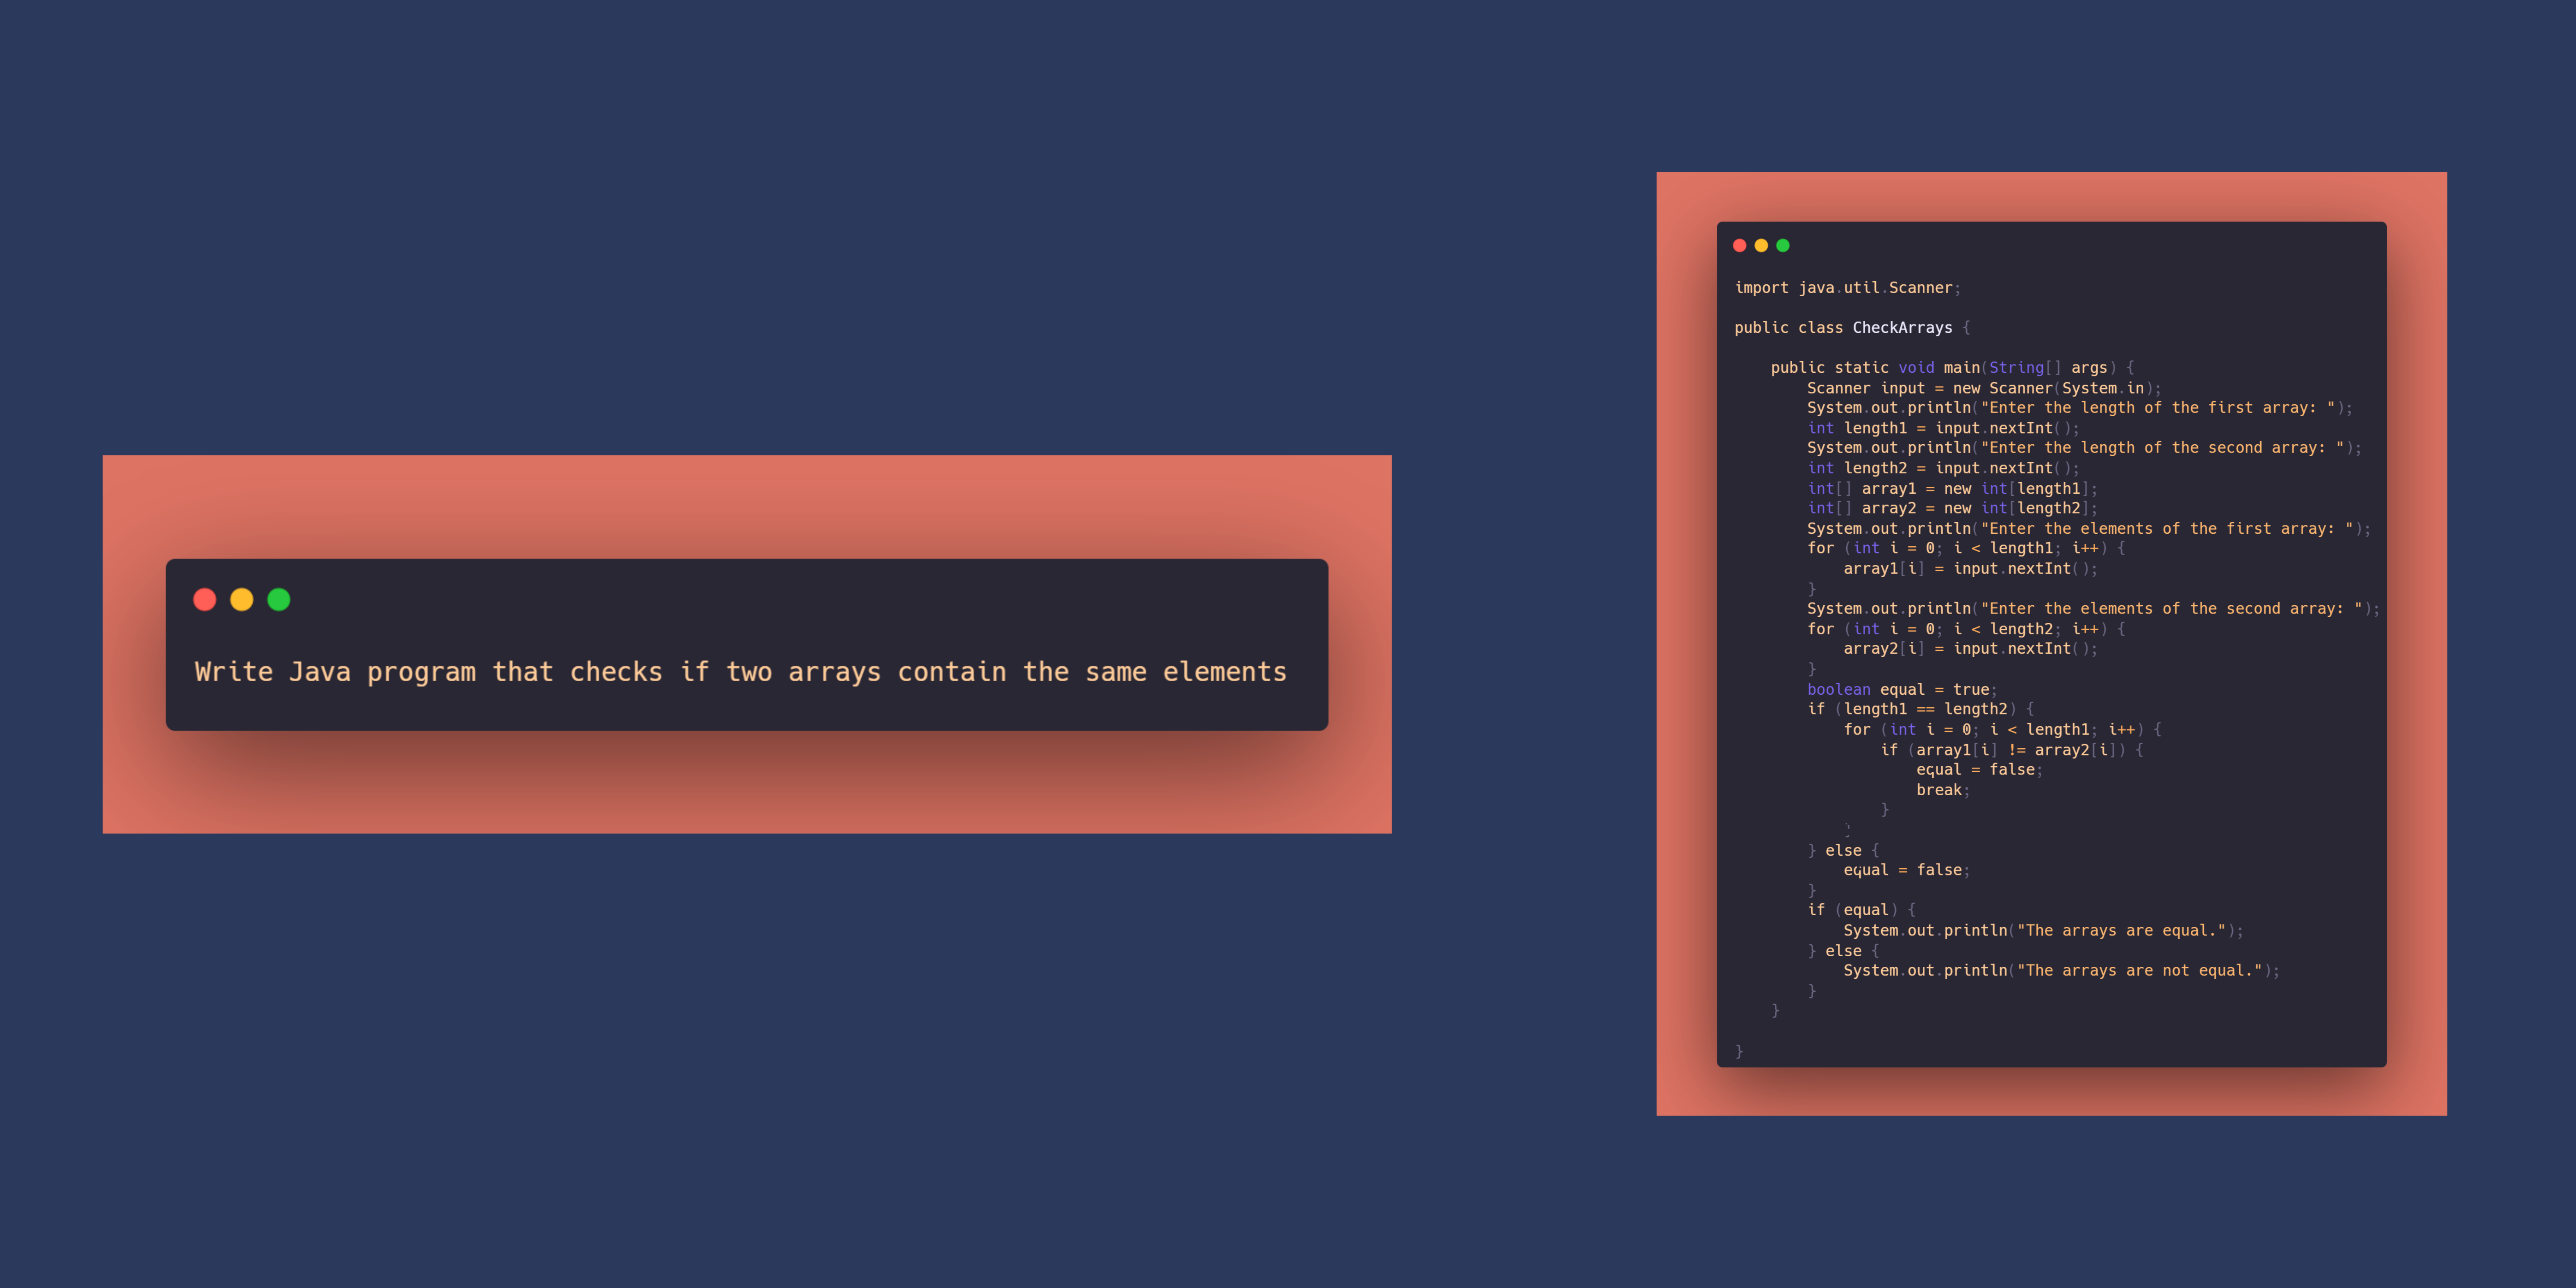 Write Java program that checks if two arrays contain the same elements
import java.util.Scanner;
public class CheckArrays {
public static void main(String[] args) {
Scanner input = new Scanner(System.in);
System.out.println("Enter the length of the first array: ");
int length1 = input.nextInt();
System.out.println("Enter the length of the second array: ");
int length2 = input.nextInt();
int[] array1 = new int[length1];
int[] array2 = new int[length2];
System.out.println("Enter the elements of the first array: ");
for (int i = 0; i < length1; i++) {
array1[i] = input.nextInt();
}
System.out.println("Enter the elements of the second array: ");
for (int i = 0; i < length2; i++) {
array2[i] = input.nextInt();
}
boolean equal = true;
if (length1 == length2) {
for (int i = 0; i < length1; i++) {
if (array1[i] != array2[i]) {
equal = false;
break;
}
}
} else {
equal = false;
}
if (equal) {
System.out.println("The arrays are equal.");
} else {
System.out.println("The arrays are not equal.");
}
}
}